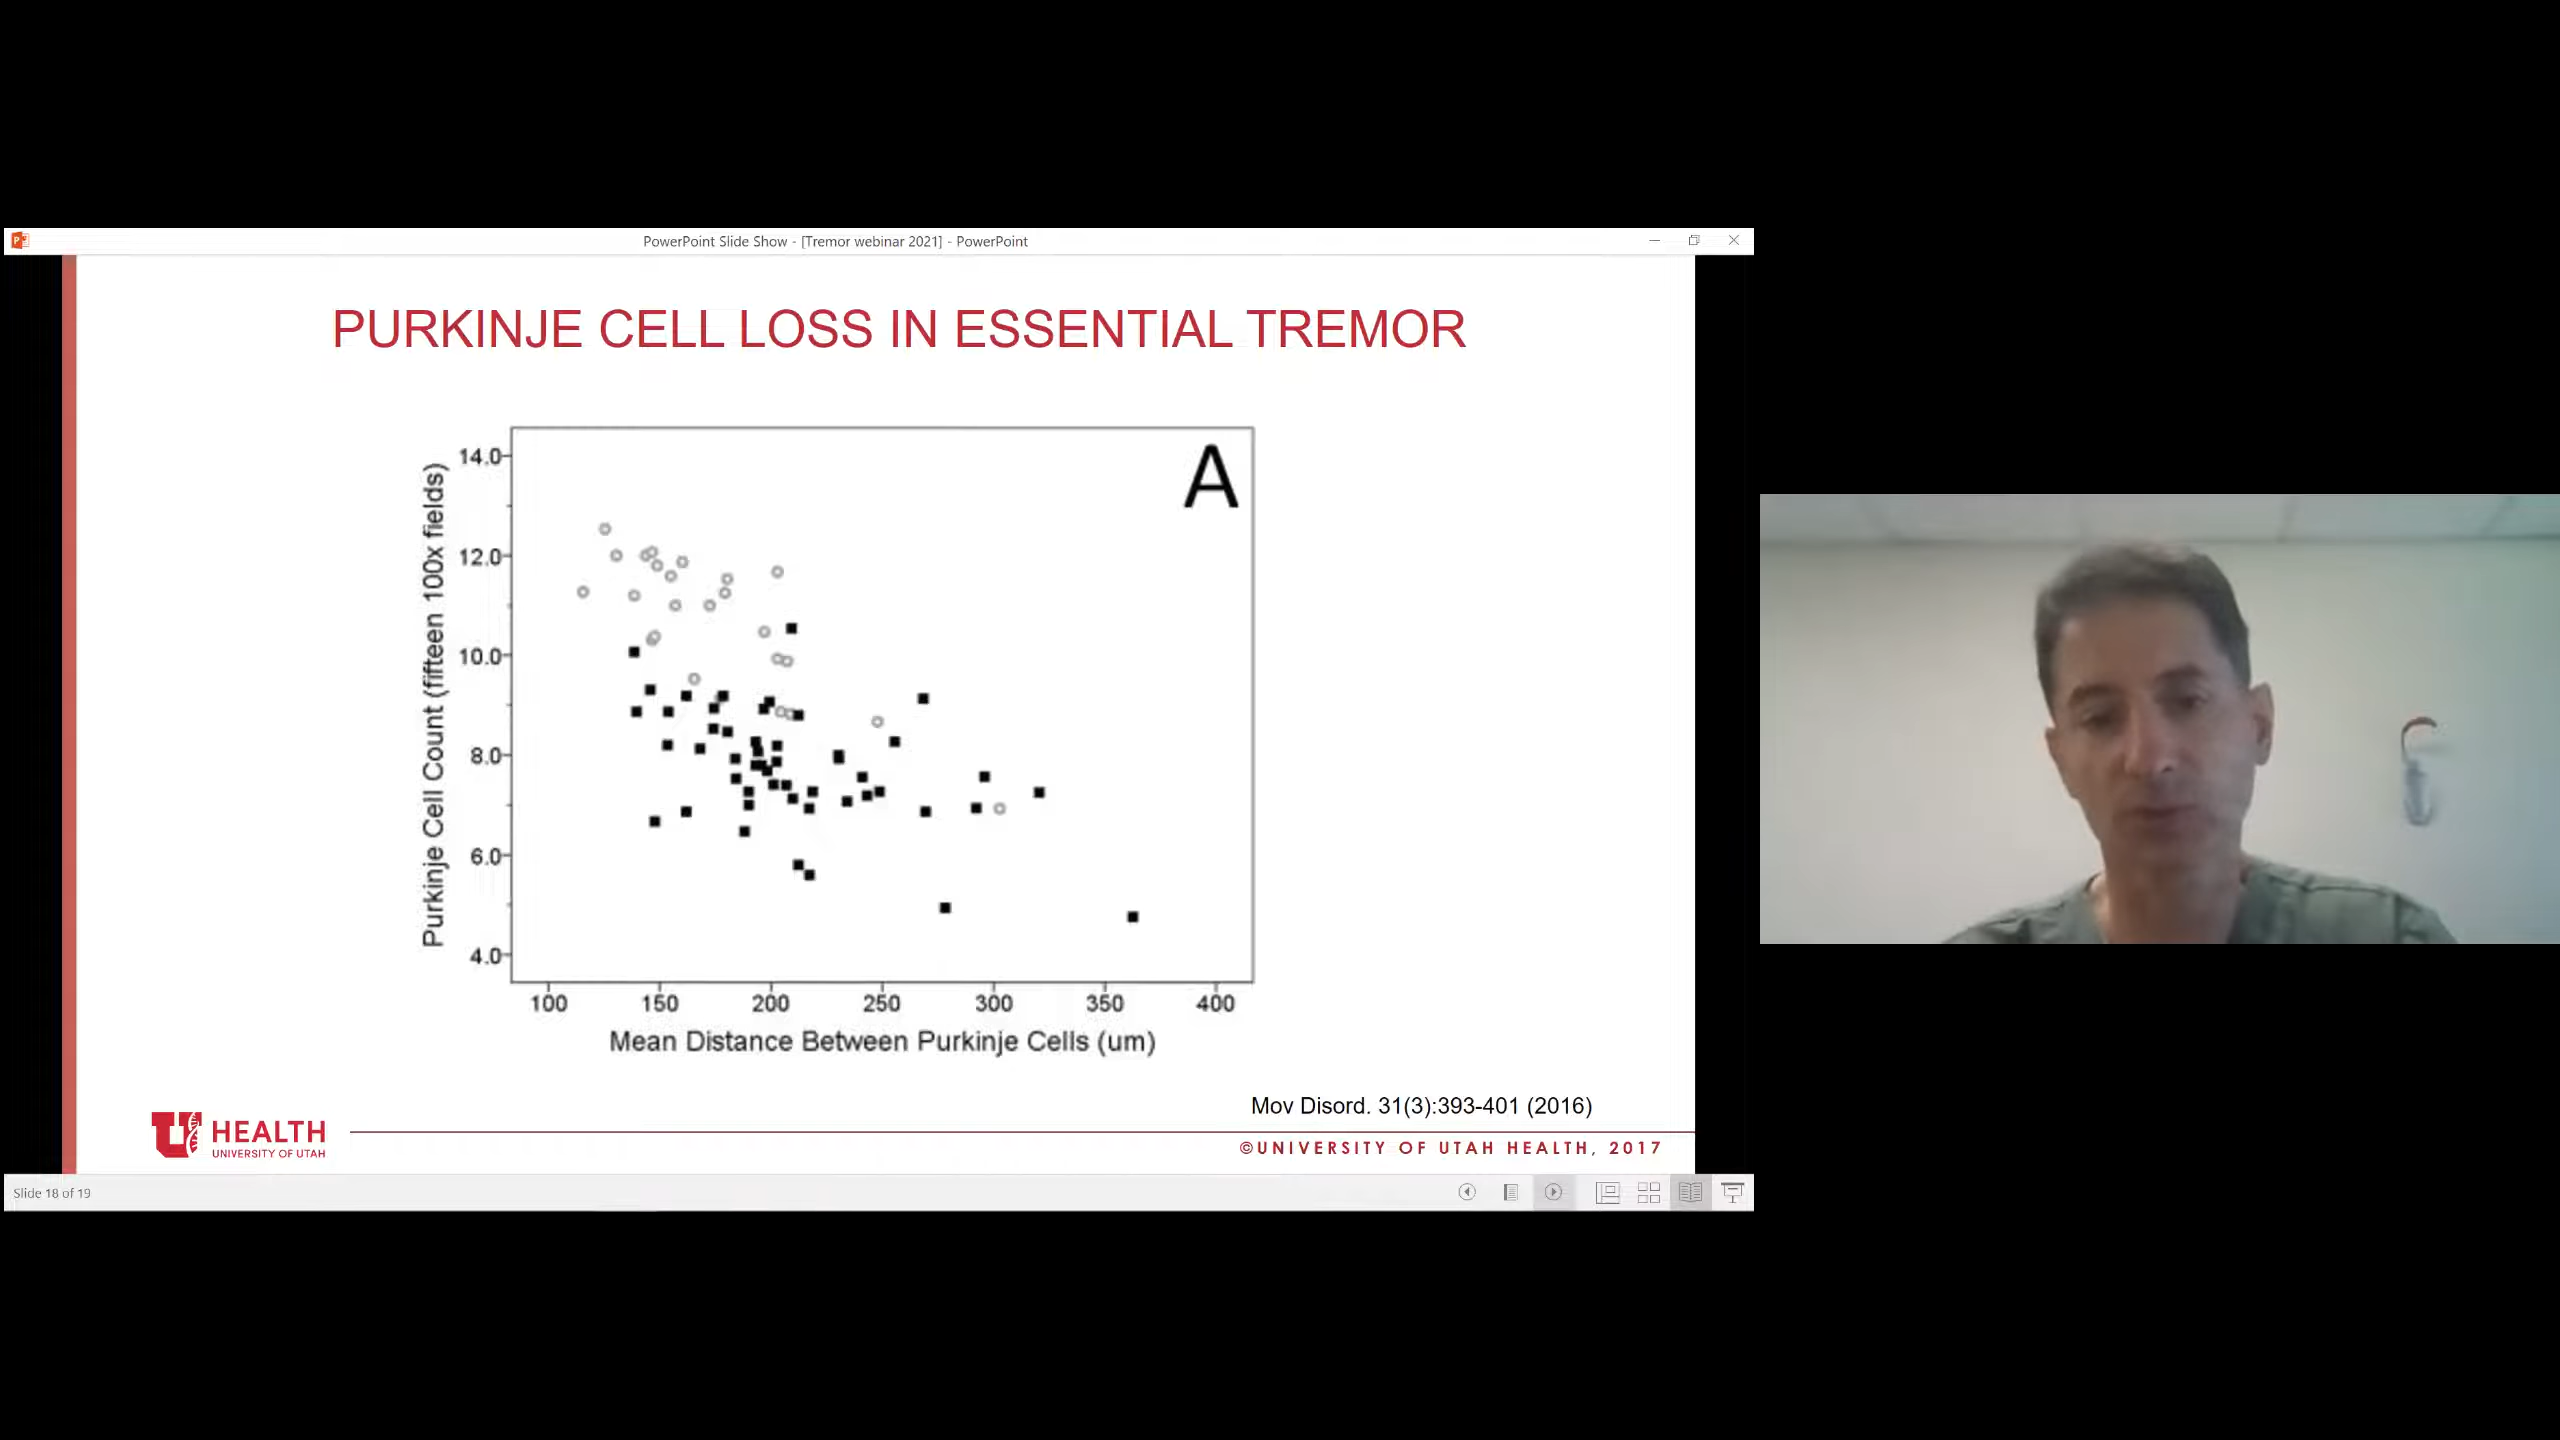 PowerPoint Slide Show - [Tremor webinar 2021] - PowerPoint
PURKINJE CELL LOSS IN ESSENTIAL TREMOR
A
Purkinje Cell Count (fifteen 100x fields)
14.0
12.0
10.0
8.0
6.0
4.0
100 150 200 250 300 350 400
Mean Distance Between Purkinje Cells (um)
Mov Disord. 31(3):393-401 (2016)
U HEALTH
UNIVERSITY OF UTAH
©UNIVERSITY OF UTAH HEALTH, 2017
Slide 18 of 19